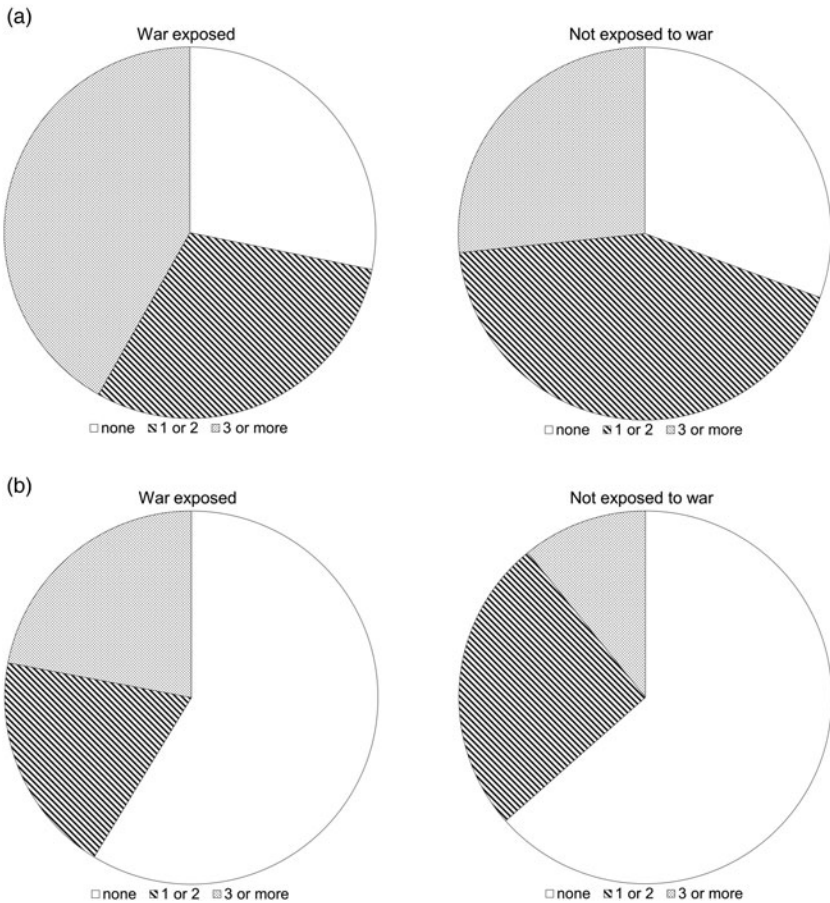 (a)
War exposed
Not exposed to war
none 1 or 2 3 or more
none 1 or 2 3 or more
(b)
War exposed
Not exposed to war
none 1 or 2 3 or more
none 1 or 2 3 or more